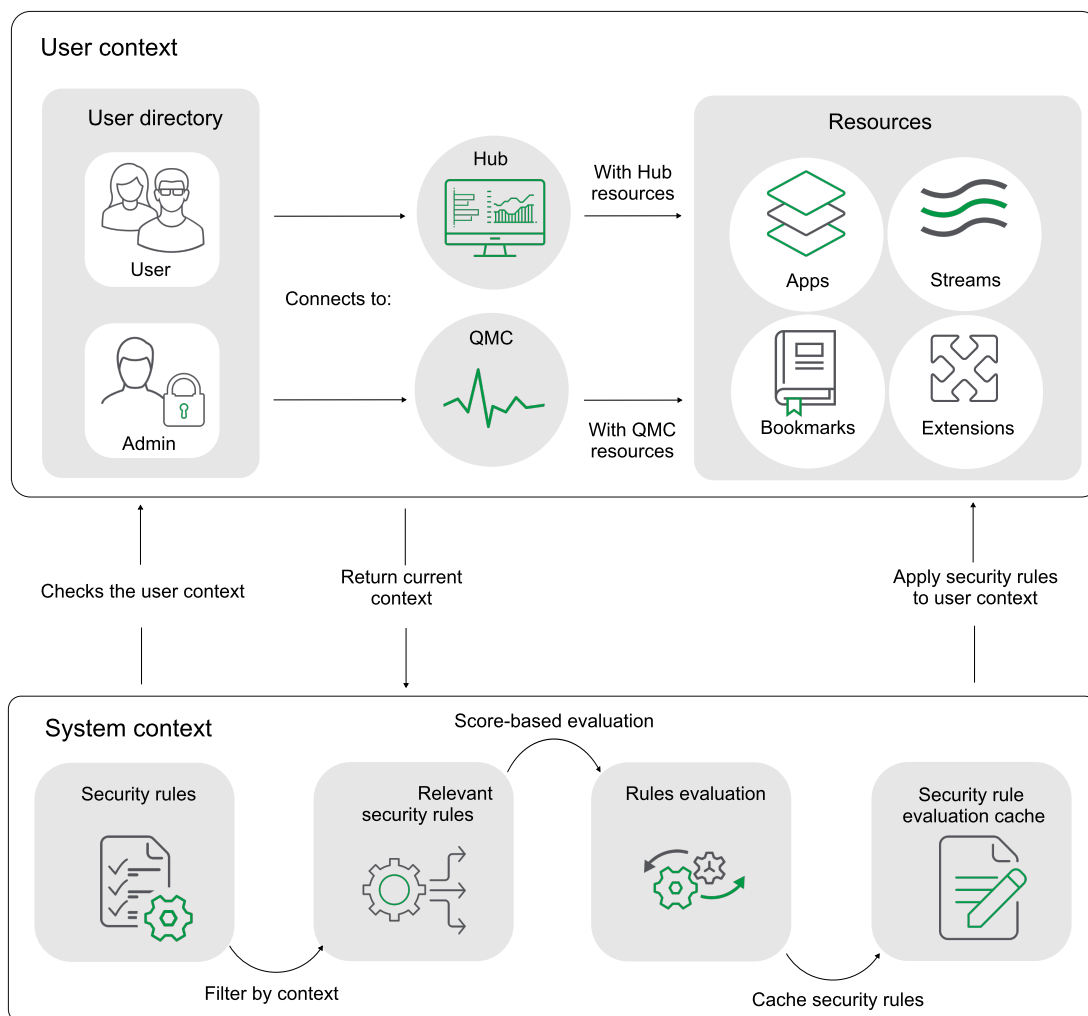 User context
User directory
User
Admin
Connects to:
Hub
QMC
With Hub
resources
With QMC
resources
Resources
Apps
Streams
Bookmarks
Extensions
Checks the user context
Return current
context
Apply security rules
to user context
System context
Security rules
Filter by context
Relevant
security rules
Score-based evaluation
Rules evaluation
Cache security rules
Security rule
evaluation cache